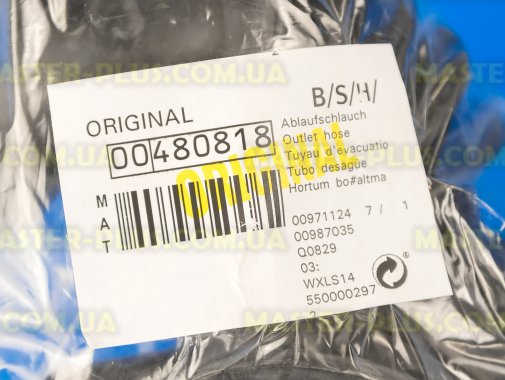 ORIGINAL
B/S/H/
00480818
Ablaufschlauch
Outlet hose
Tuyau d'evacuatio
Tubo desagüe
Hortum bo#altma
ORIGINAL
MAT
00971124 7 / 1
00987035
Q0829
03:
WXLS14
550000297
MASTER-PLUS.COM.UA